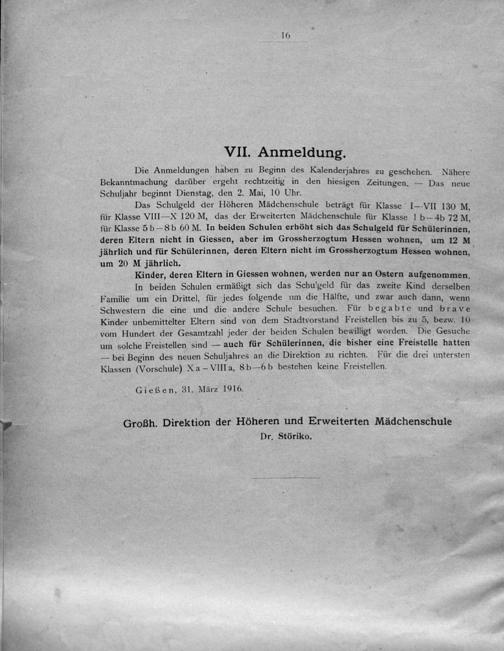 16
VII. Anmeldung.
Die Anmeldungen haben zu Beginn des Kalenderjahres zu geschehen. Nähere
Bekanntmachung darüber ergeht rechtzeitig in den hiesigen Zeitungen. — Das neue
Schuljahr beginnt Dienstag, den 2. Mai, 10 Uhr.
Das Schulgeld der Höheren Mädchenschule beträgt für Klasse I—VII 130 M,
für Klasse VIII—X 120 M, das der Erweiterten Mädchenschule für Klasse 1 b—4b 72 M,
für Klasse 5 b—8 b 60 M. In beiden Schulen erhöht sich das Schulgeld für Schülerinnen,
deren Eltern nicht in Giessen, aber im Grossherzogtum Hessen wohnen, um 12 M
jährlich und für Schülerinnen, deren Eltern nicht im Grossherzogtum Hessen wohnen,
um 20 M jährlich.
Kinder, deren Eltern in Giessen wohnen, werden nur an Ostern aufgenommen.
In beiden Schulen ermäßigt sich das Schulgeld für das zweite Kind derselben
Familie um ein Drittel, für jedes folgende um die Hälfte, und zwar auch dann, wenn
Schwestern die eine und die andere Schule besuchen. Für begabte und brave
Kinder unbemittelter Eltern sind von dem Stadtvorstand Freistellen bis zu 5, bezw. 10
vom Hundert der Gesamtzahl jeder der beiden Schulen bewilligt worden. Die Gesuche
um solche Freistellen sind — auch für Schülerinnen, die bisher eine Freistelle hatten
— bei Beginn des neuen Schuljahres an die Direktion zu richten. Für die drei untersten
Klassen (Vorschule) X a – VIII a, 8 b—6 b bestehen keine Freistellen.
Gießen, 31. März 1916.
Großh. Direktion der Höheren und Erweiterten Mädchenschule
Dr. Störiko.